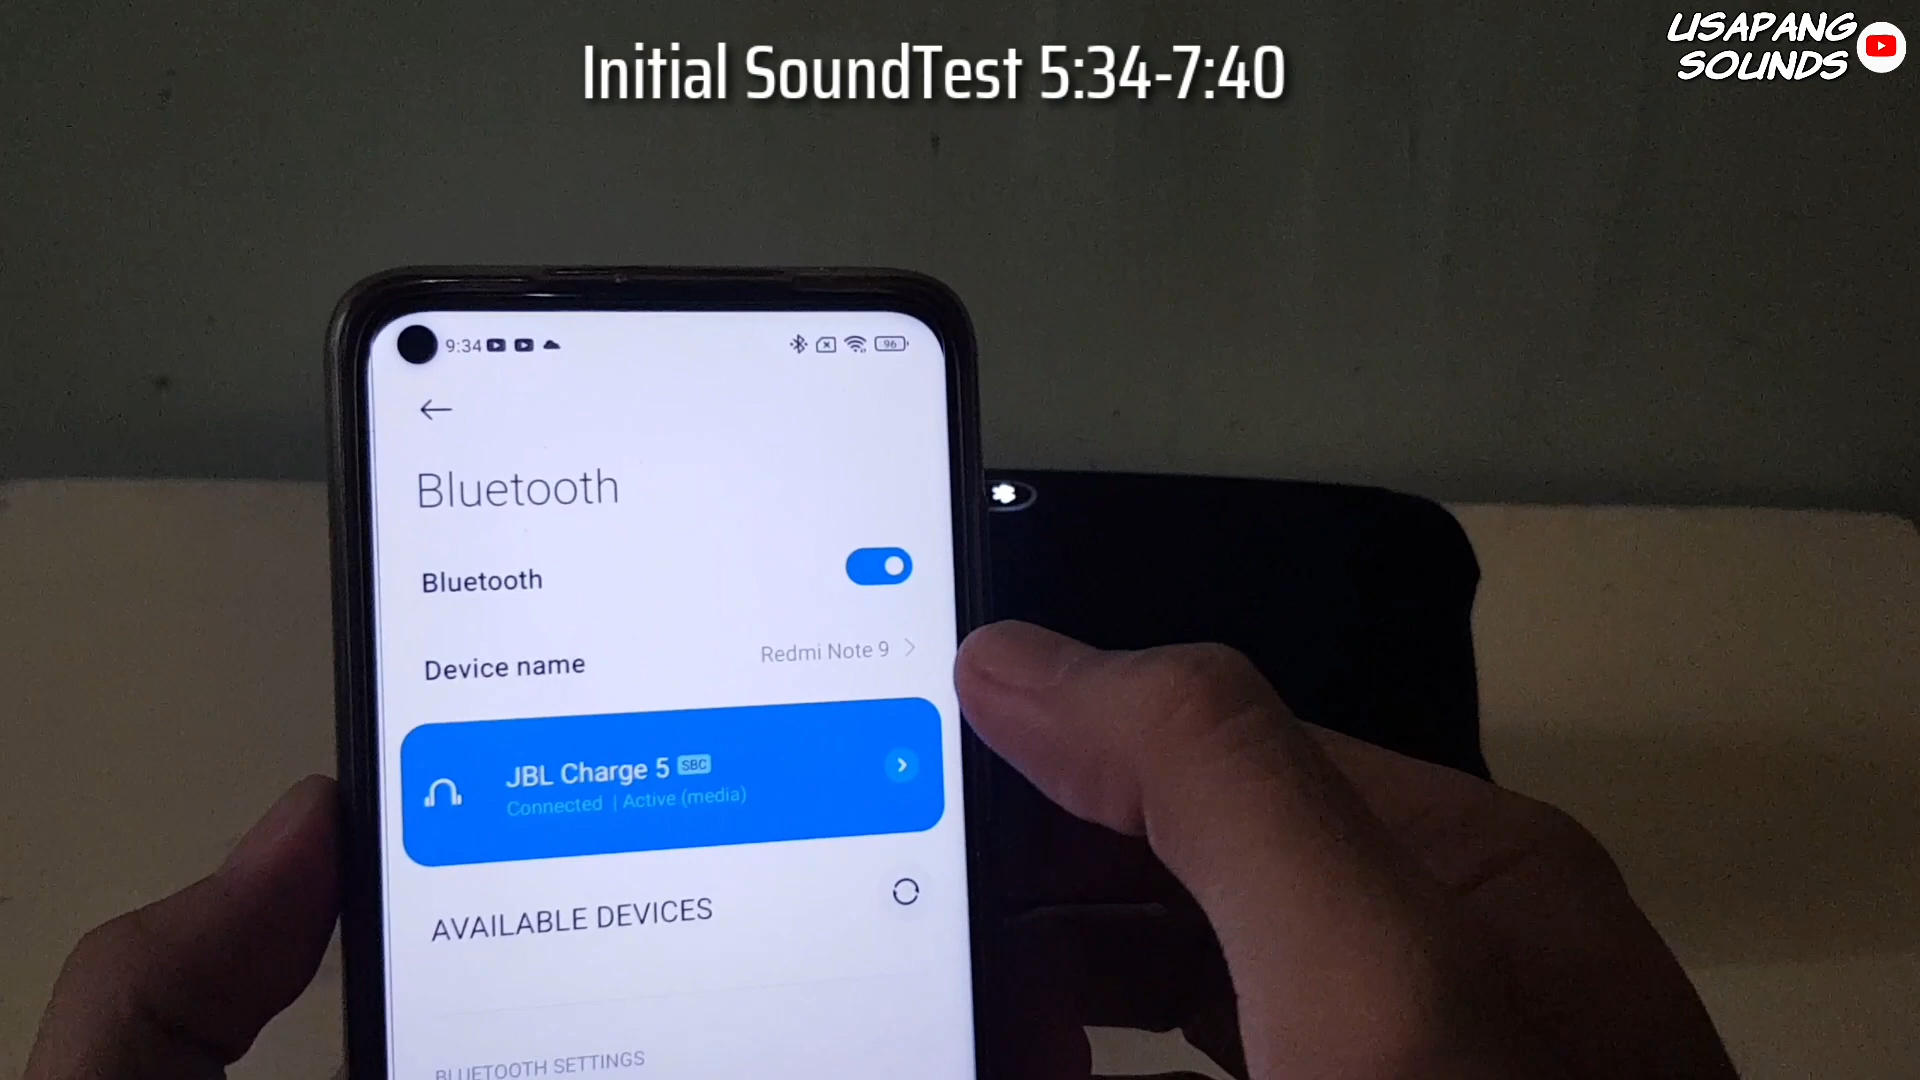 Initial SoundTest 5:34-7:40
USAPANG
SOUNDS
9:34
96
Bluetooth
Bluetooth
Device name
Redmi Note 9
JBL Charge 5 SBC
Connected | Active (media)
AVAILABLE DEVICES
BLUETOOTH SETTINGS